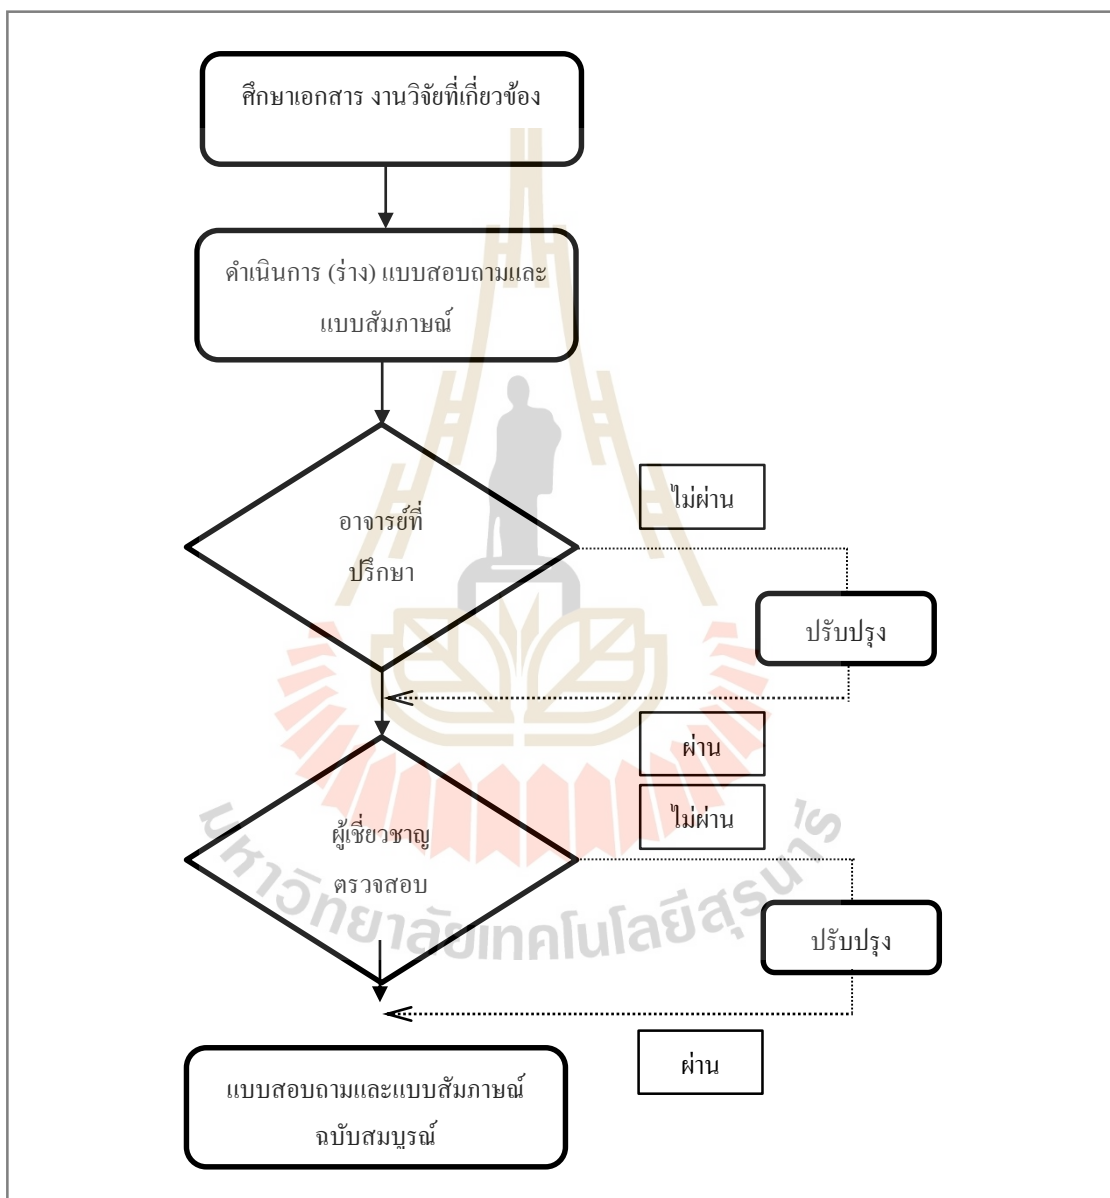 ศึกษาเอกสาร งานวิจัยที่เกี่ยวข้อง
ดำเนินการ (ร่าง) แบบสอบถามและ
แบบสัมภาษณ์
อาจารย์ที่
ปรึกษา
ไม่ผ่าน
ปรับปรุง
ผ่าน
ไม่ผ่าน
ผู้เชี่ยวชาญ
ตรวจสอบ
ปรับปรุง
มหาวิทยาลัยเทคโนโลยีสุรนารี
ผ่าน
แบบสอบถามและแบบสัมภาษณ์
ฉบับสมบูรณ์